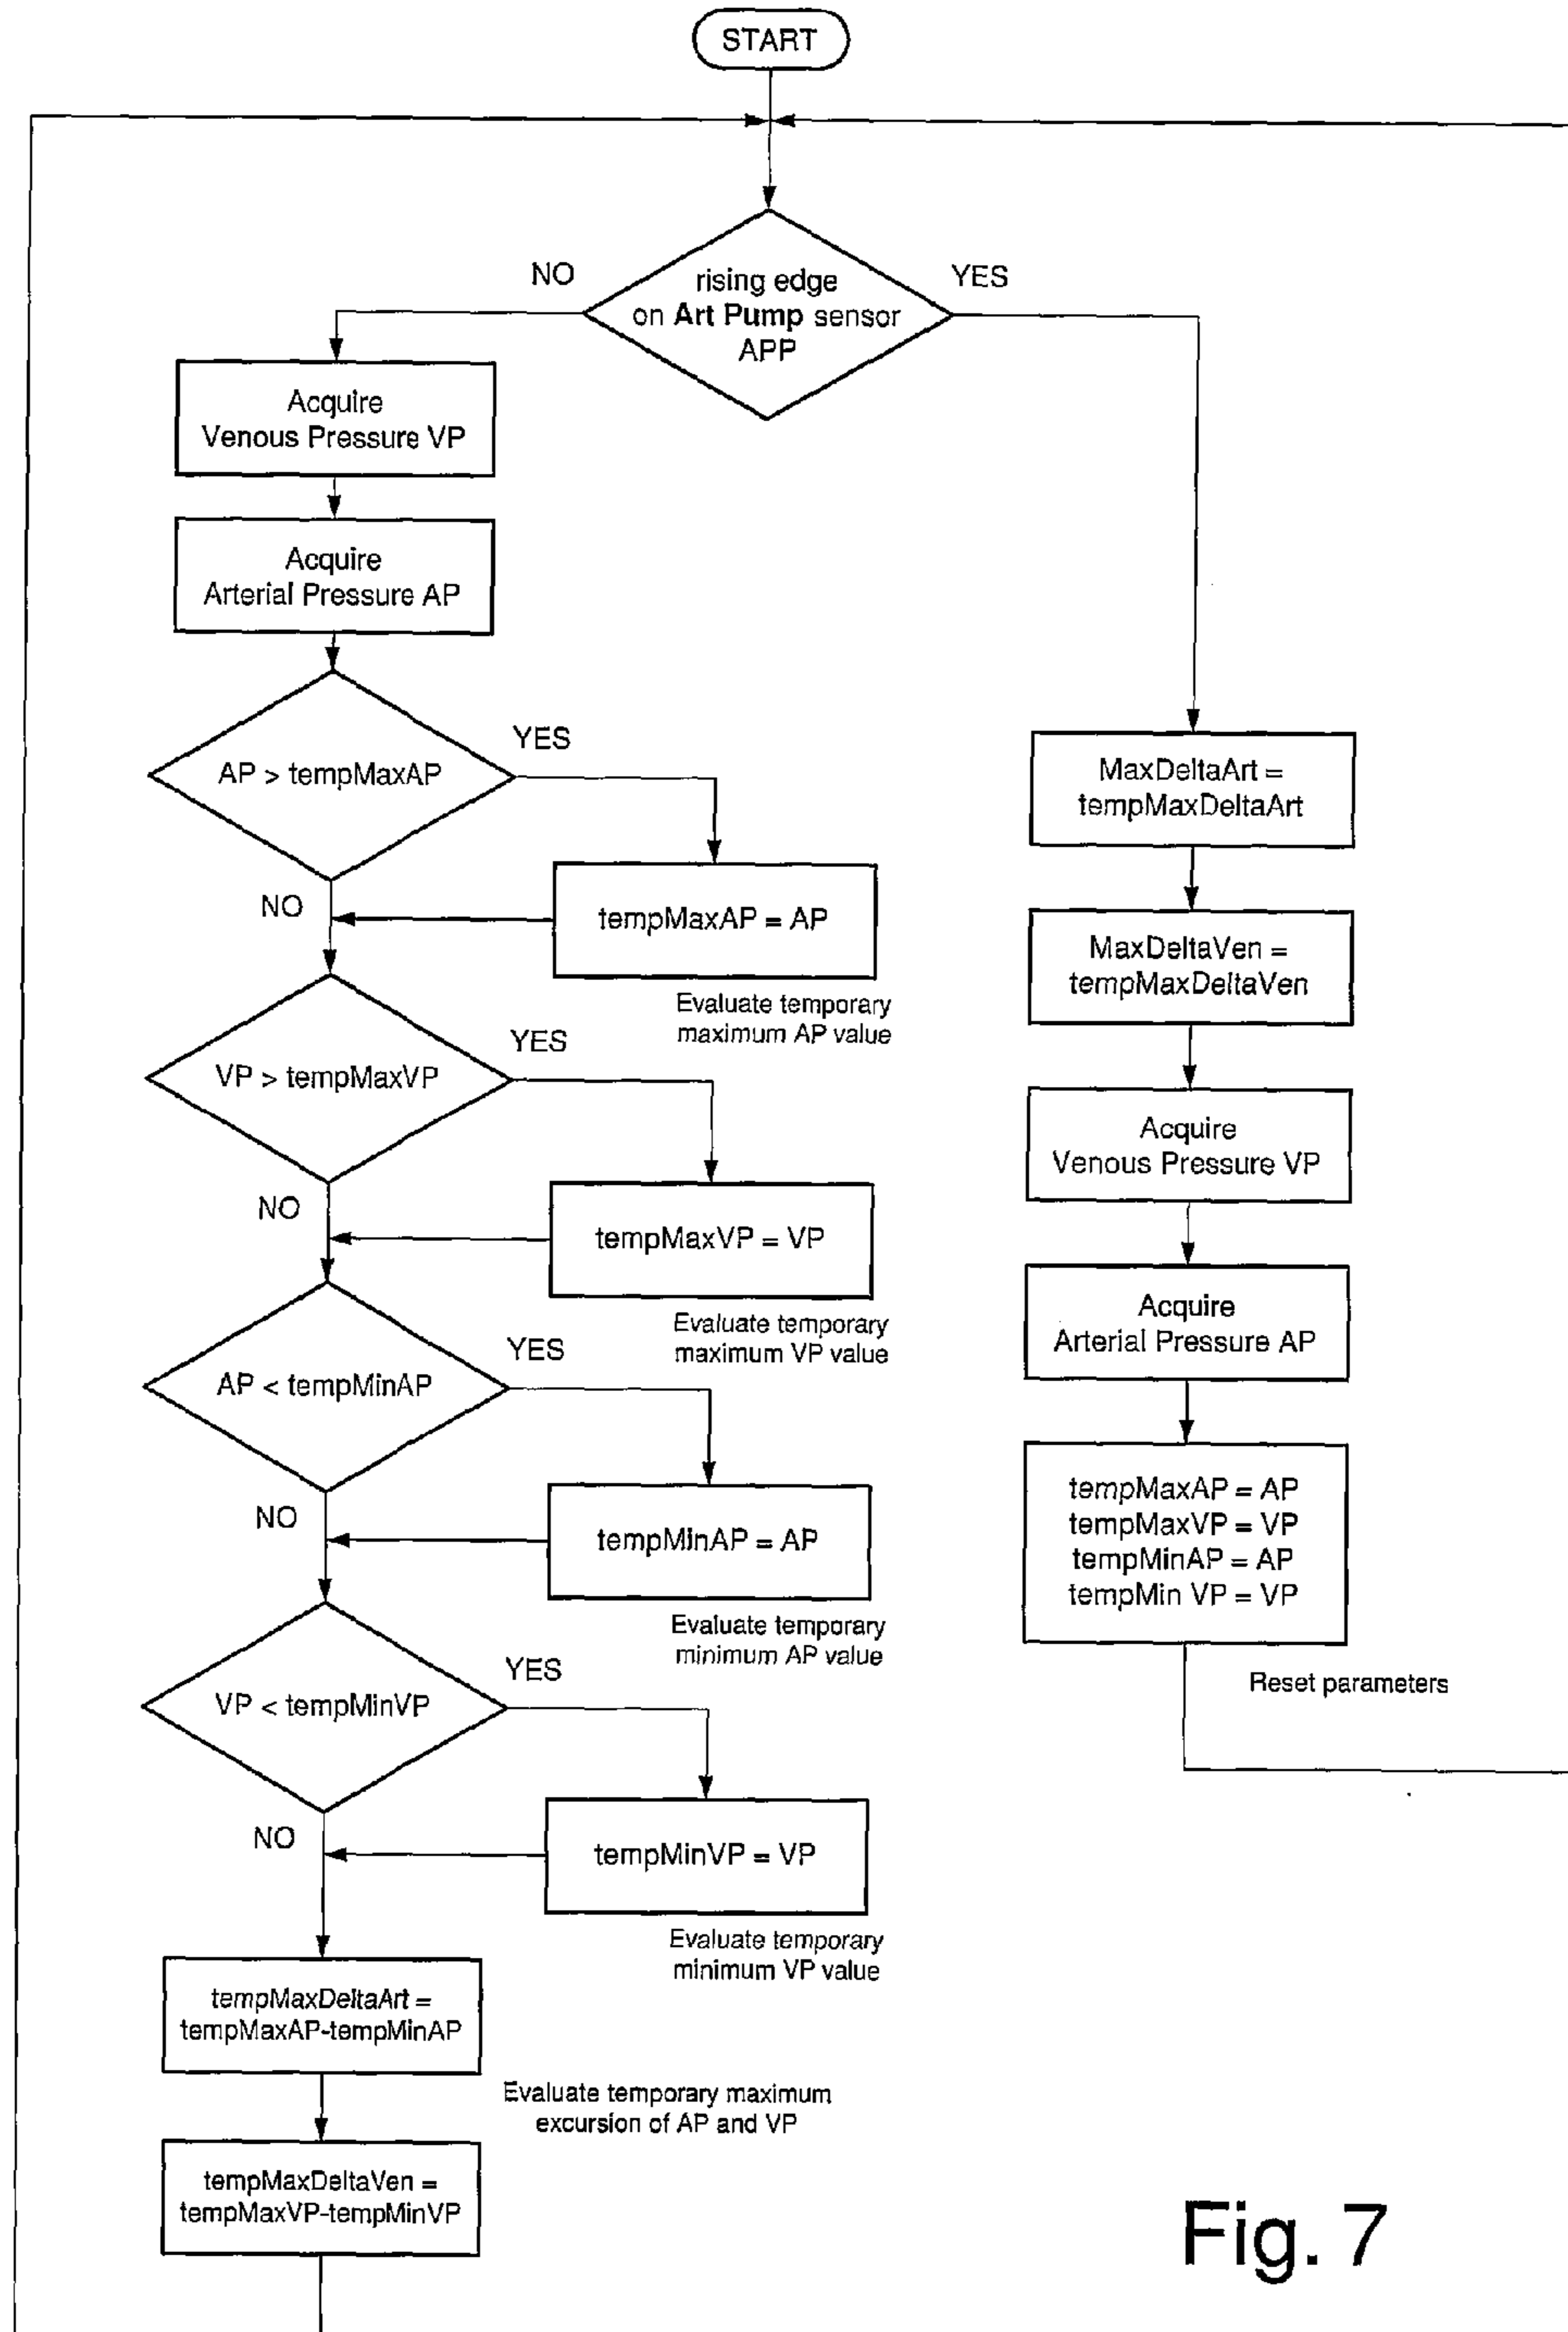 START
NO
YES
rising edge
on Art Pump sensor
APP
Acquire
Venous Pressure VP
Acquire
Arterial Pressure AP
AP > tempMaxAP
YES
NO
tempMaxAP = AP
Evaluate temporary
maximum AP value
VP > tempMaxVP
YES
NO
tempMaxVP = VP
Evaluate temporary
maximum VP value
AP < tempMinAP
YES
NO
tempMinAP = AP
Evaluate temporary
minimum AP value
VP < tempMinVP
YES
NO
tempMinVP = VP
Evaluate temporary
minimum VP value
tempMaxDeltaArt =
tempMaxAP-tempMinAP
Evaluate temporary maximum
excursion of AP and VP
tempMaxDeltaVen =
tempMaxVP-tempMinVP
MaxDeltaArt =
tempMaxDeltaArt
MaxDeltaVen =
tempMaxDeltaVen
Acquire
Venous Pressure VP
Acquire
Arterial Pressure AP
tempMaxAP = AP
tempMaxVP = VP
tempMinAP = AP
tempMin VP = VP
Reset parameters
Fig. 7